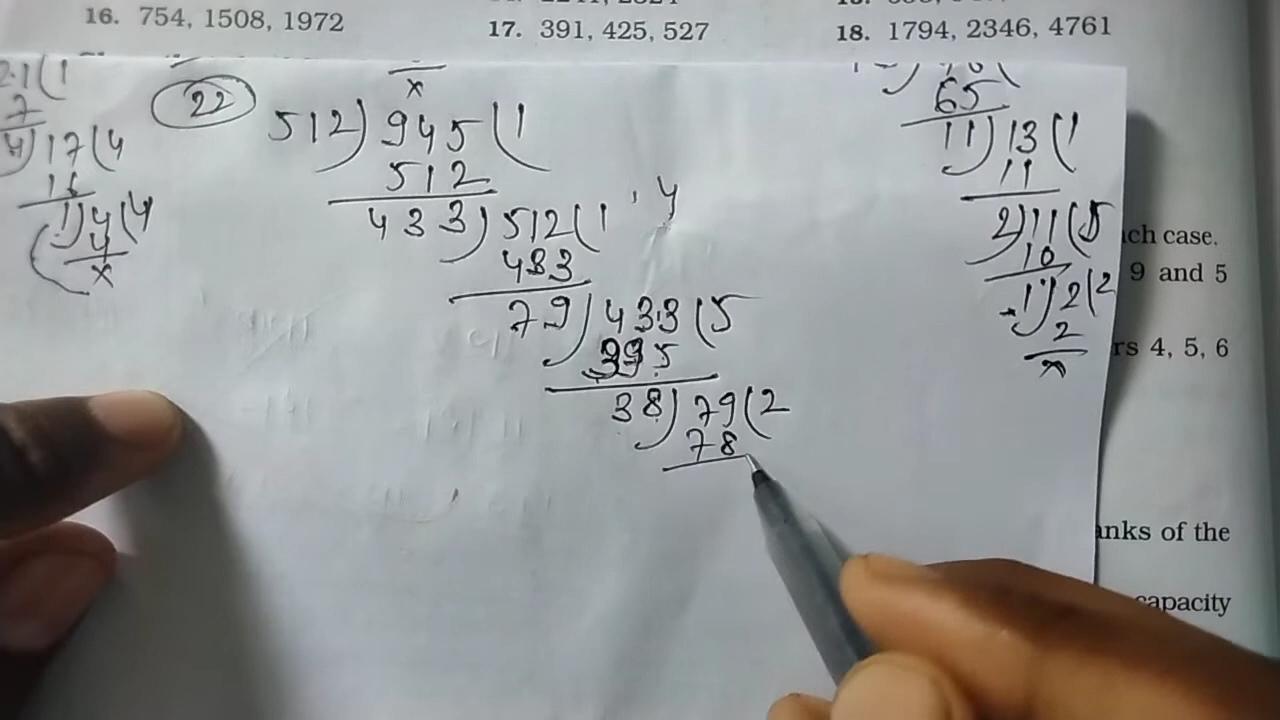 16. 754, 1508, 1972
17. 391, 425, 527
18. 1794, 2346, 4761
x
65
22
512) 945 (1
512
433) 512 (1
433
79) 433 (5
395
38) 79 (2
78
7
4) 17 (4
16
1) 4 (4
4
x
11) 13 (1
11
2) 11 (5
10
1) 2 (2
2
x
ch case.
9 and 5
rs 4, 5, 6
anks of the
capacity